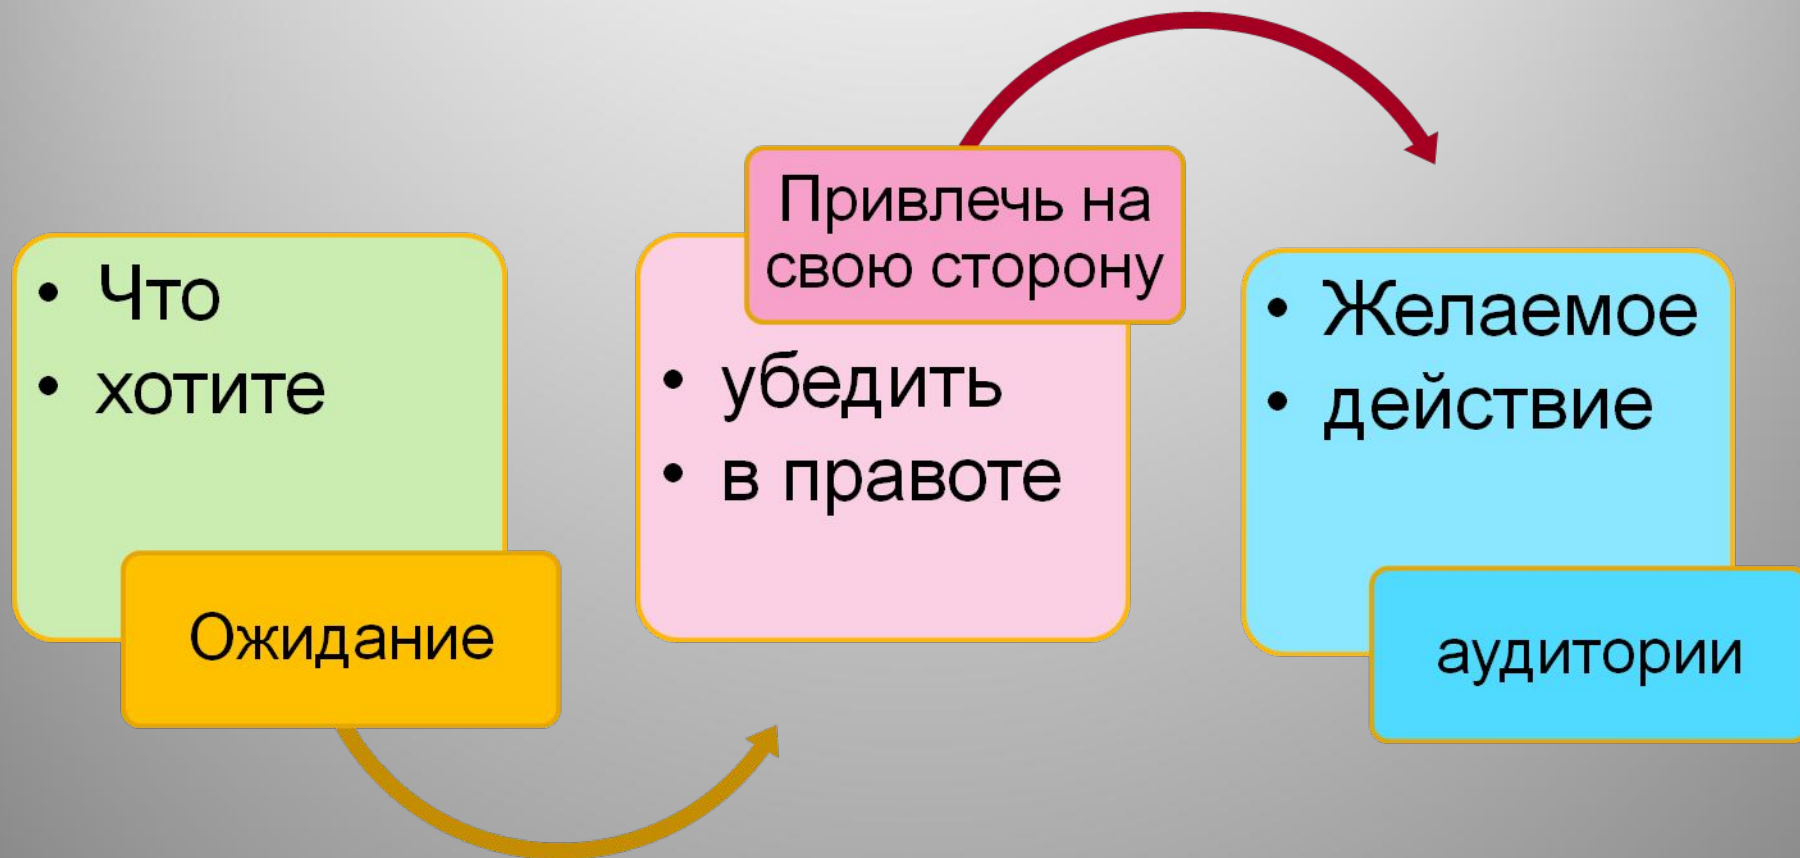 • Что
• хотите
Ожидание
Привлечь на
свою сторону
• убедить
• в правоте
• Желаемое
• действие
аудитории